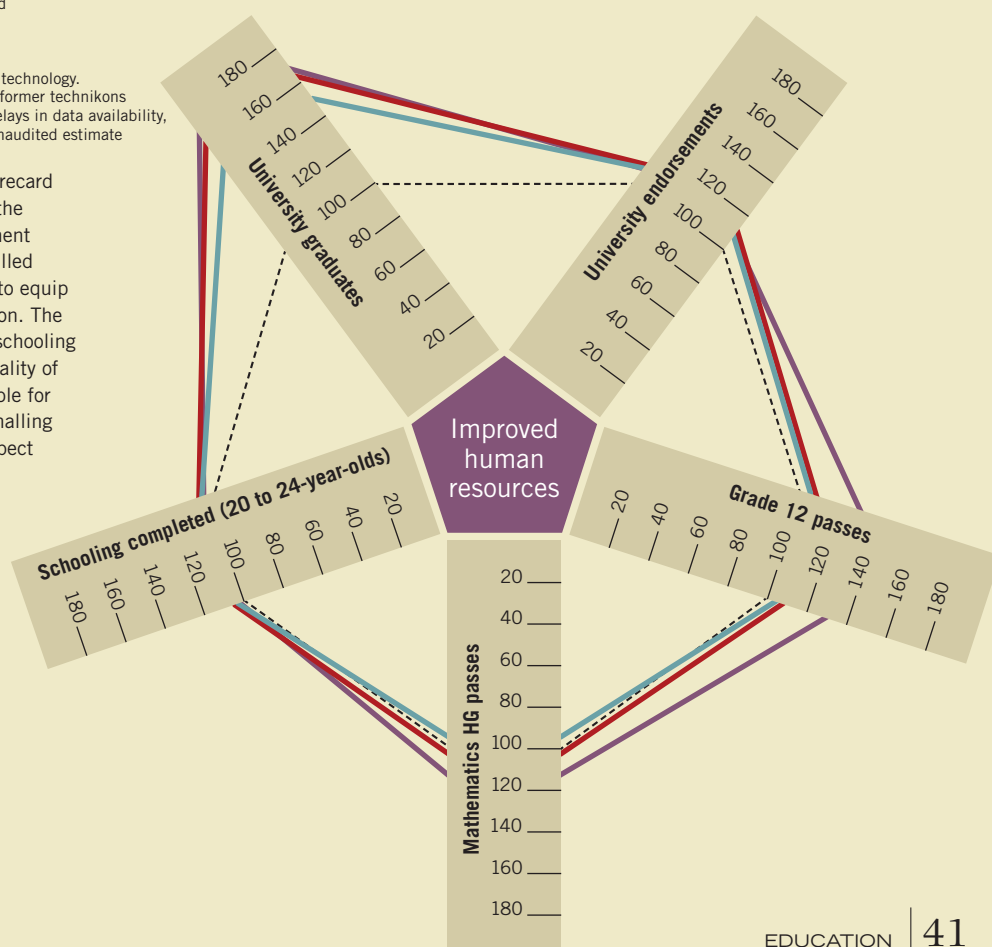 d
technology.
former technikons
elays in data availability,
naudited estimate
recard
the
nent
lled
to equip
on. The
schooling
ality of
ole for
nalling
pect
University graduates
180
160
140
120
100
80
60
40
20
University endorsements
180
160
140
120
100
80
60
40
20
Improved
human
resources
Schooling completed (20 to 24-year-olds)
180
160
140
120
100
80
60
40
20
Grade 12 passes
20
40
60
80
100
120
140
160
180
Mathematics HG passes
20
40
60
80
100
120
140
160
180
EDUCATION 41